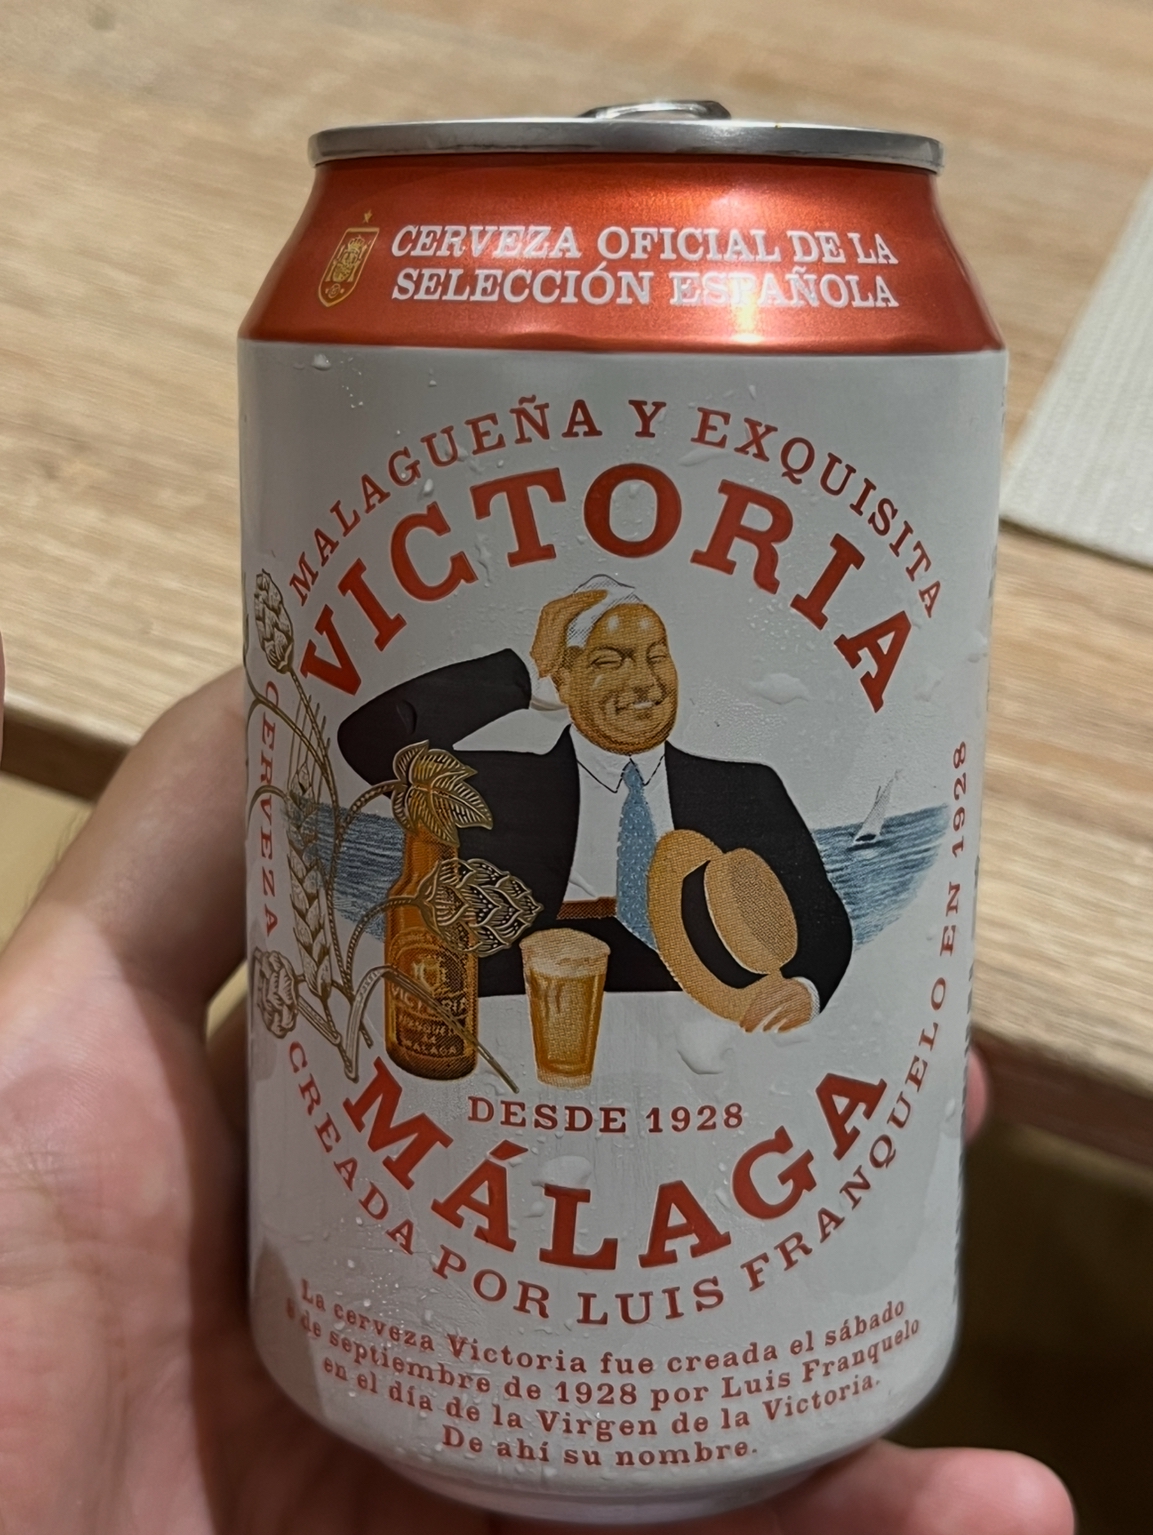 CERVEZA OFICIAL DE LA
SELECCIÓN ESPAÑOLA
MALAGUEÑA Y EXQUISITA
VICTORIA
VICTORIA
MALAGA
DESDE 1928
MÁLAGA
CERVEZA CREADA POR LUIS FRANQUELO EN 1928
La cerveza Victoria fue creada el sábado
8 de septiembre de 1928 por Luis Franquelo
en el día de la Virgen de la Victoria.
De ahí su nombre.